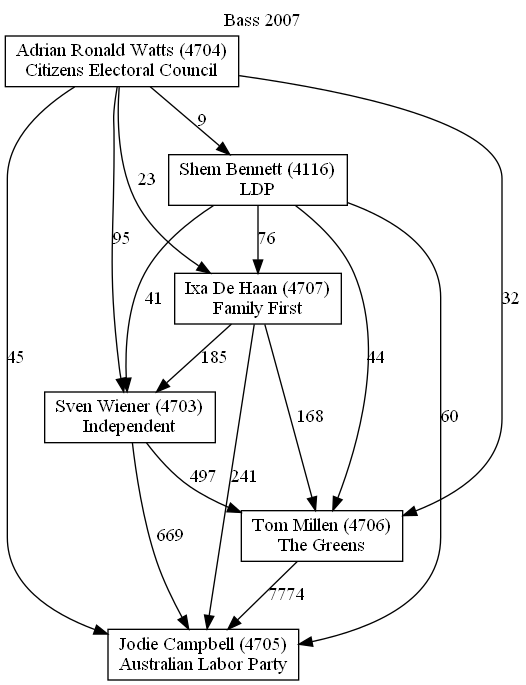 Bass 2007
Adrian Ronald Watts (4704)
Citizens Electoral Council
9
Shem Bennett (4116)
LDP
23
95
76
41
32
Ixa De Haan (4707)
Family First
45
185
44
Sven Wiener (4703)
Independent
168
60
497
241
Tom Millen (4706)
The Greens
669
7774
Jodie Campbell (4705)
Australian Labor Party